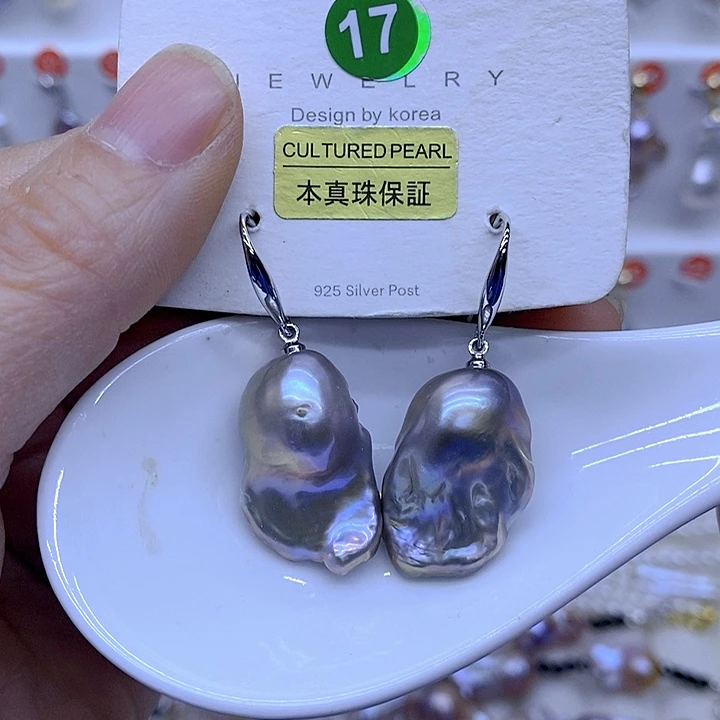 17
JEWELRY
Design by korea
CULTURED PEARL
本真珠保証
925 Silver Post